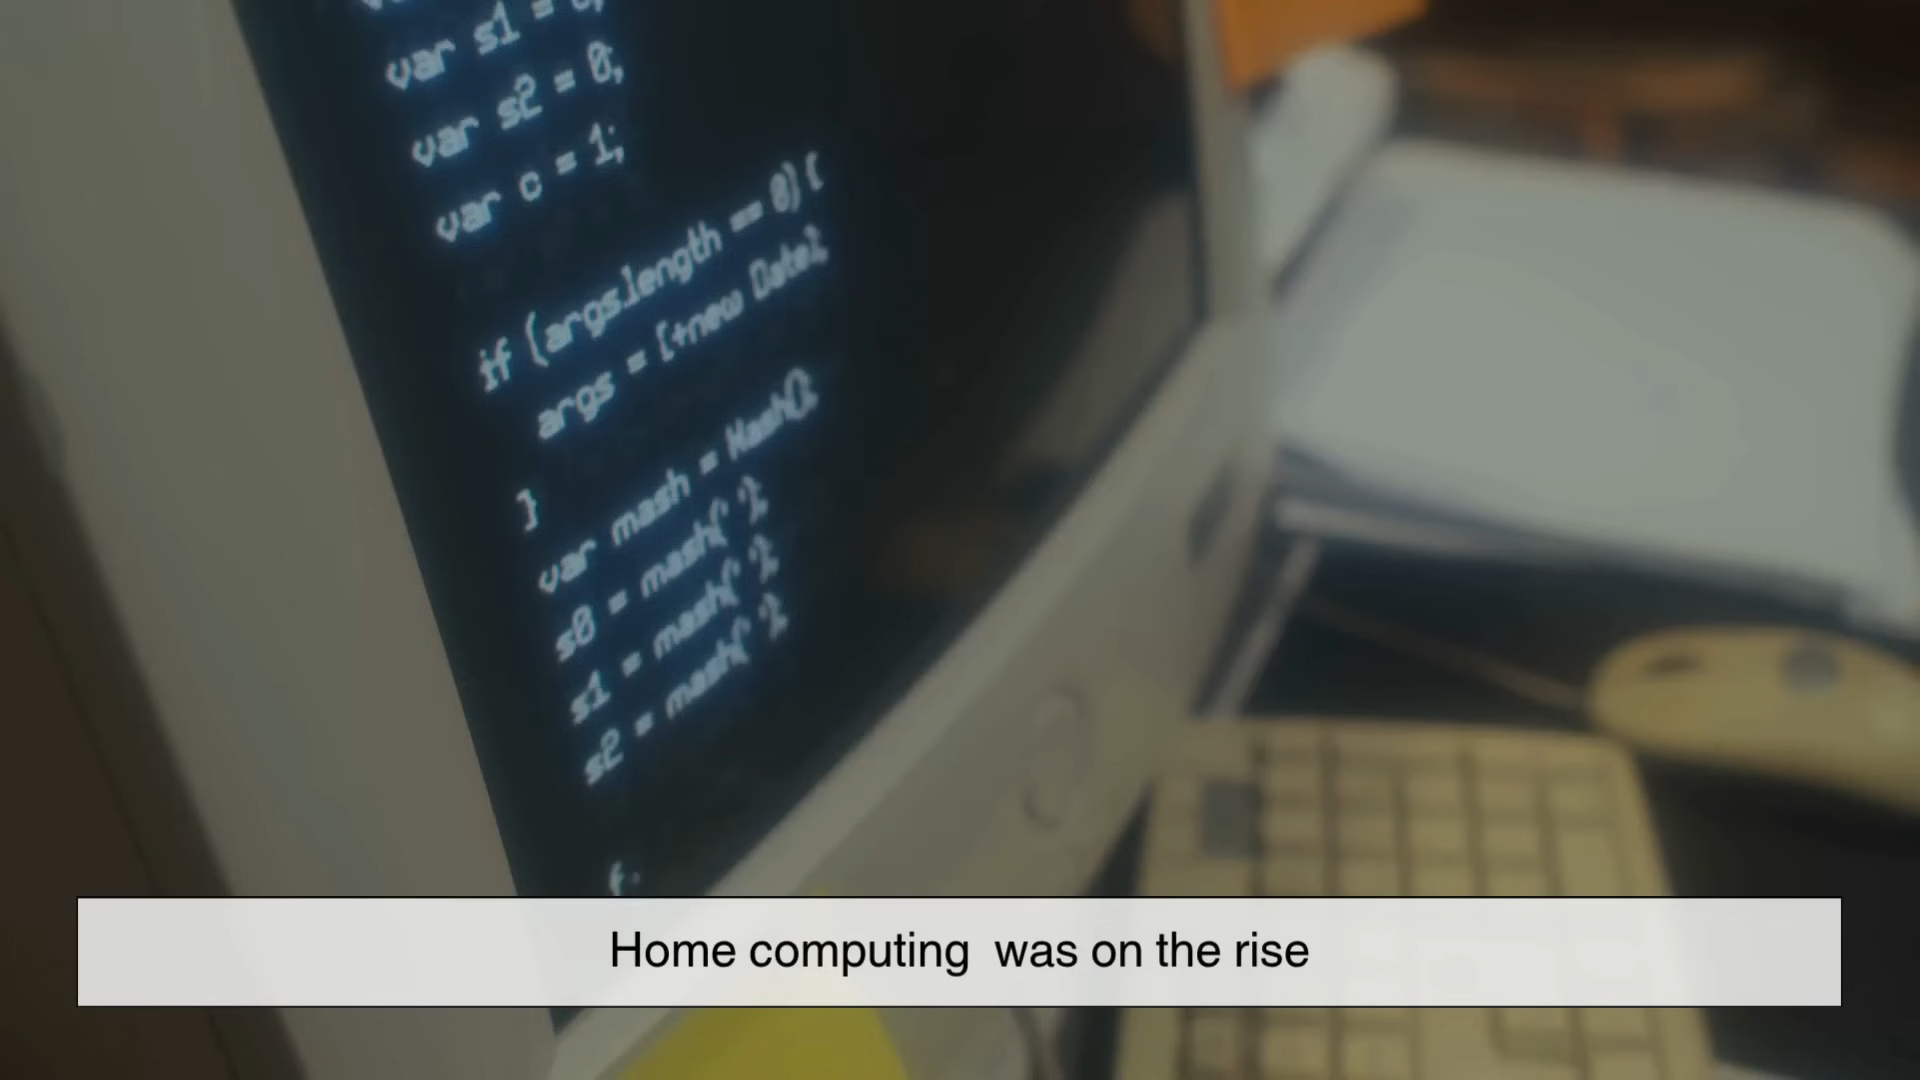 var s1 = 0;
var s2 = 0;
var c = 1;
if (args.length == 0) {
args = [+new Date];
}
var mash = Mash();
s0 = mash(' ');
s1 = mash(' ');
s2 = mash(' ');
Home computing  was on the rise